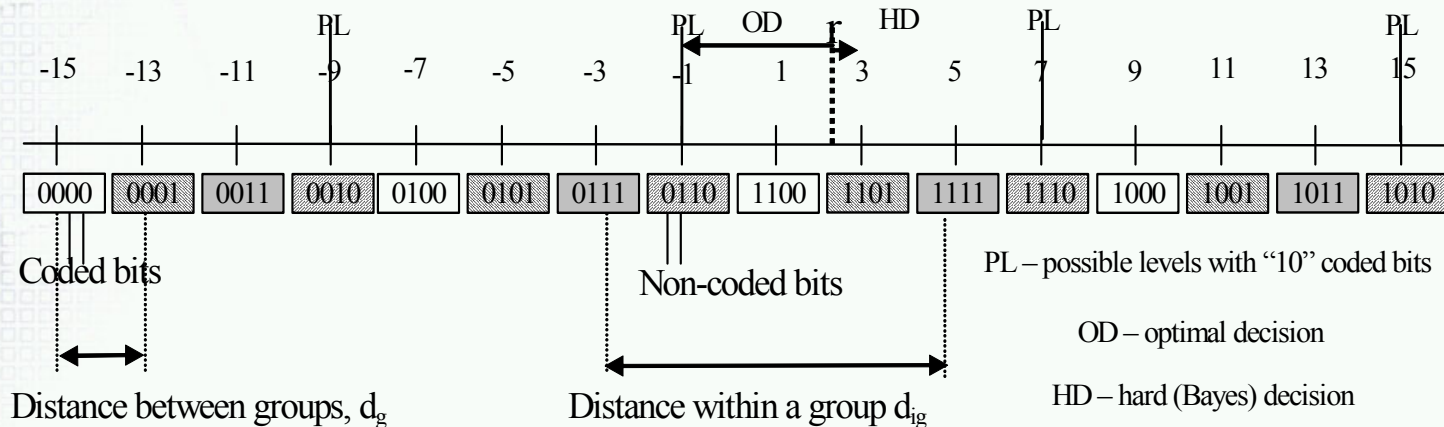 PL PL OD r HD PL PL
-15 -13 -11 -9 -7 -5 -3 -1 1 3 5 7 9 11 13 15
0000 0001 0011 0010 0100 0101 0111 0110 1100 1101 1111 1110 1000 1001 1011 1010
Coded bits
Non-coded bits
PL – possible levels with “10” coded bits
OD – optimal decision
HD – hard (Bayes) decision
Distance between groups, dg
Distance within a group dig